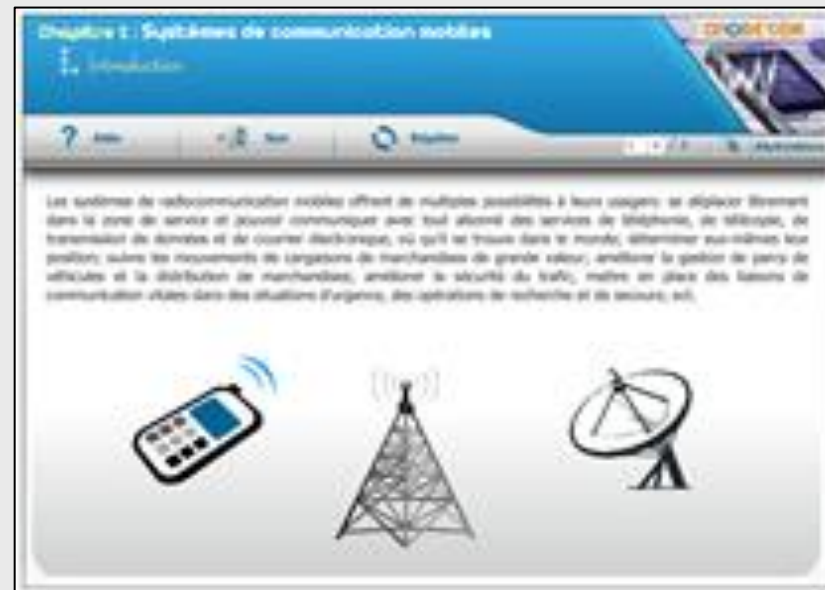 Chapitre 1 : Systèmes de communication mobiles
Introduction
? Aide
Répéter
Les systèmes de radiocommunication mobiles offrent de multiples possibilités à leurs usagers: se déplacer librement
dans la zone de service et pouvoir communiquer avec tout abonné des services de téléphonie, de télécopie, de
transmission de données et de courrier électronique, où qu'il se trouve dans le monde; déterminer eux-mêmes leur
position; suivre les mouvements de cargaisons de marchandises de grande valeur; améliorer la gestion de parcs de
véhicules et la distribution de marchandises, améliorer la sécurité du trafic, mettre en place des liaisons de
communication vitales dans des situations d'urgence, des opérations de recherche et de secours, ect.